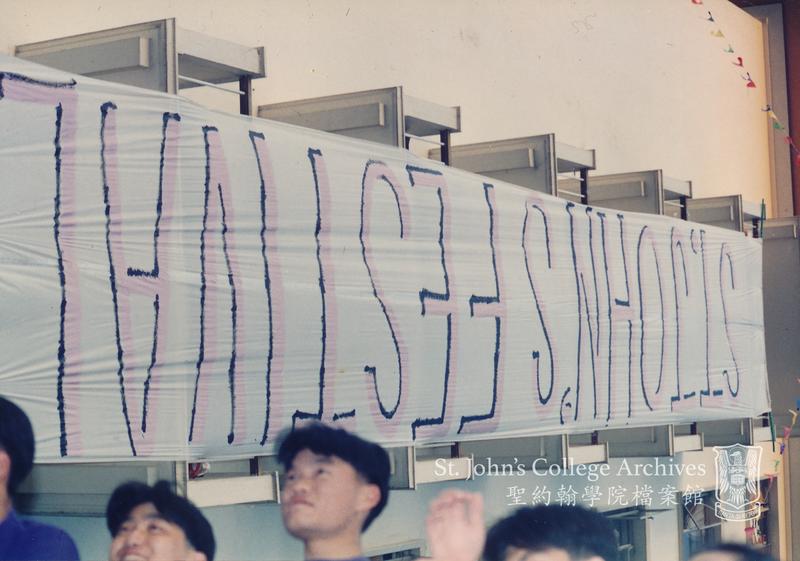 ST. JOHN'S FESTIVAL
St. John's College Archives
聖約翰學院檔案館